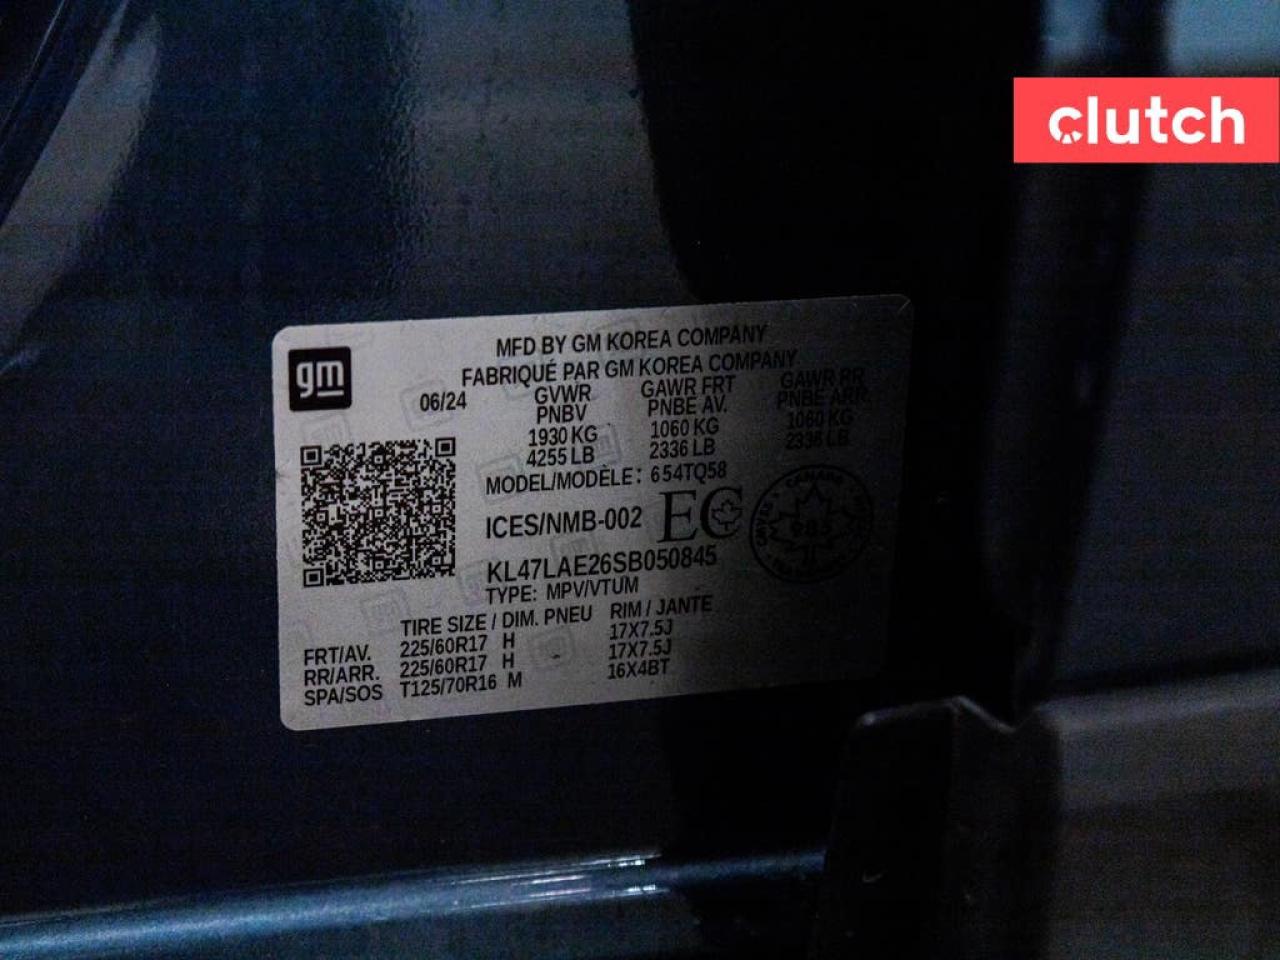 clutch
gm
MFD BY GM KOREA COMPANY
FABRIQUÉ PAR GM KOREA COMPANY
06/24 GVWR GAWR FRT GAWR RR
PNBV PNBE AV. PNBE ARR.
1930 KG 1060 KG 1060 KG
4255 LB 2336 LB 2336 LB
MODEL/MODÈLE: 654TQ58
ICES/NMB-002 EC
CANADA
985
KL47LAE26SB050845
TYPE: MPV/VTUM
TIRE SIZE / DIM. PNEU RIM / JANTE
FRT/AV. 225/60R17 H 17X7.5J
RR/ARR. 225/60R17 H 17X7.5J
SPA/SOS T125/70R16 M 16X4BT